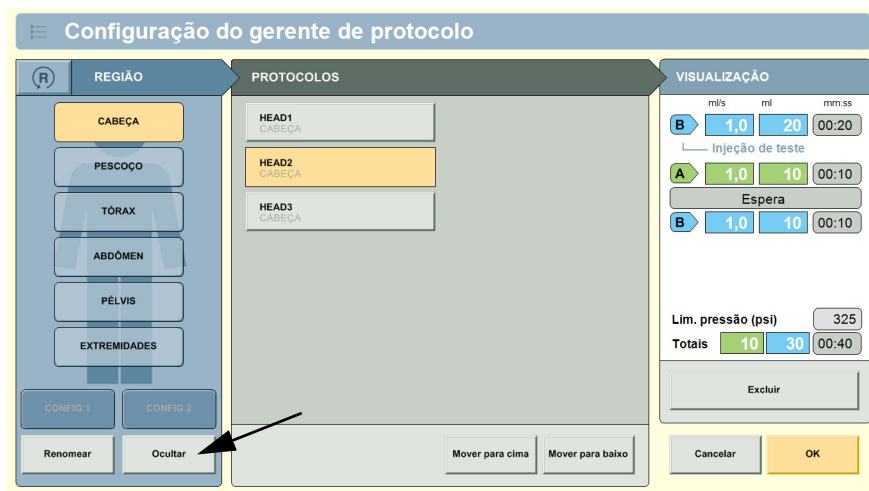 Configuração do gerente de protocolo
R
REGIÃO
CABEÇA
PESCOÇO
TÓRAX
ABDÔMEN
PÉLVIS
EXTREMIDADES
CONFIG 1 CONFIG 2
Renomear Ocultar
PROTOCOLOS
HEAD1
CABEÇA
HEAD2
CABEÇA
HEAD3
CABEÇA
Mover para cima Mover para baixo
VISUALIZAÇÃO
ml/s ml mm:ss
B 1,0 20 00:20
Injeção de teste
A 1,0 10 00:10
Espera
B 1,0 10 00:10
Lim. pressão (psi) 325
Totais 10 30 00:40
Excluir
Cancelar OK